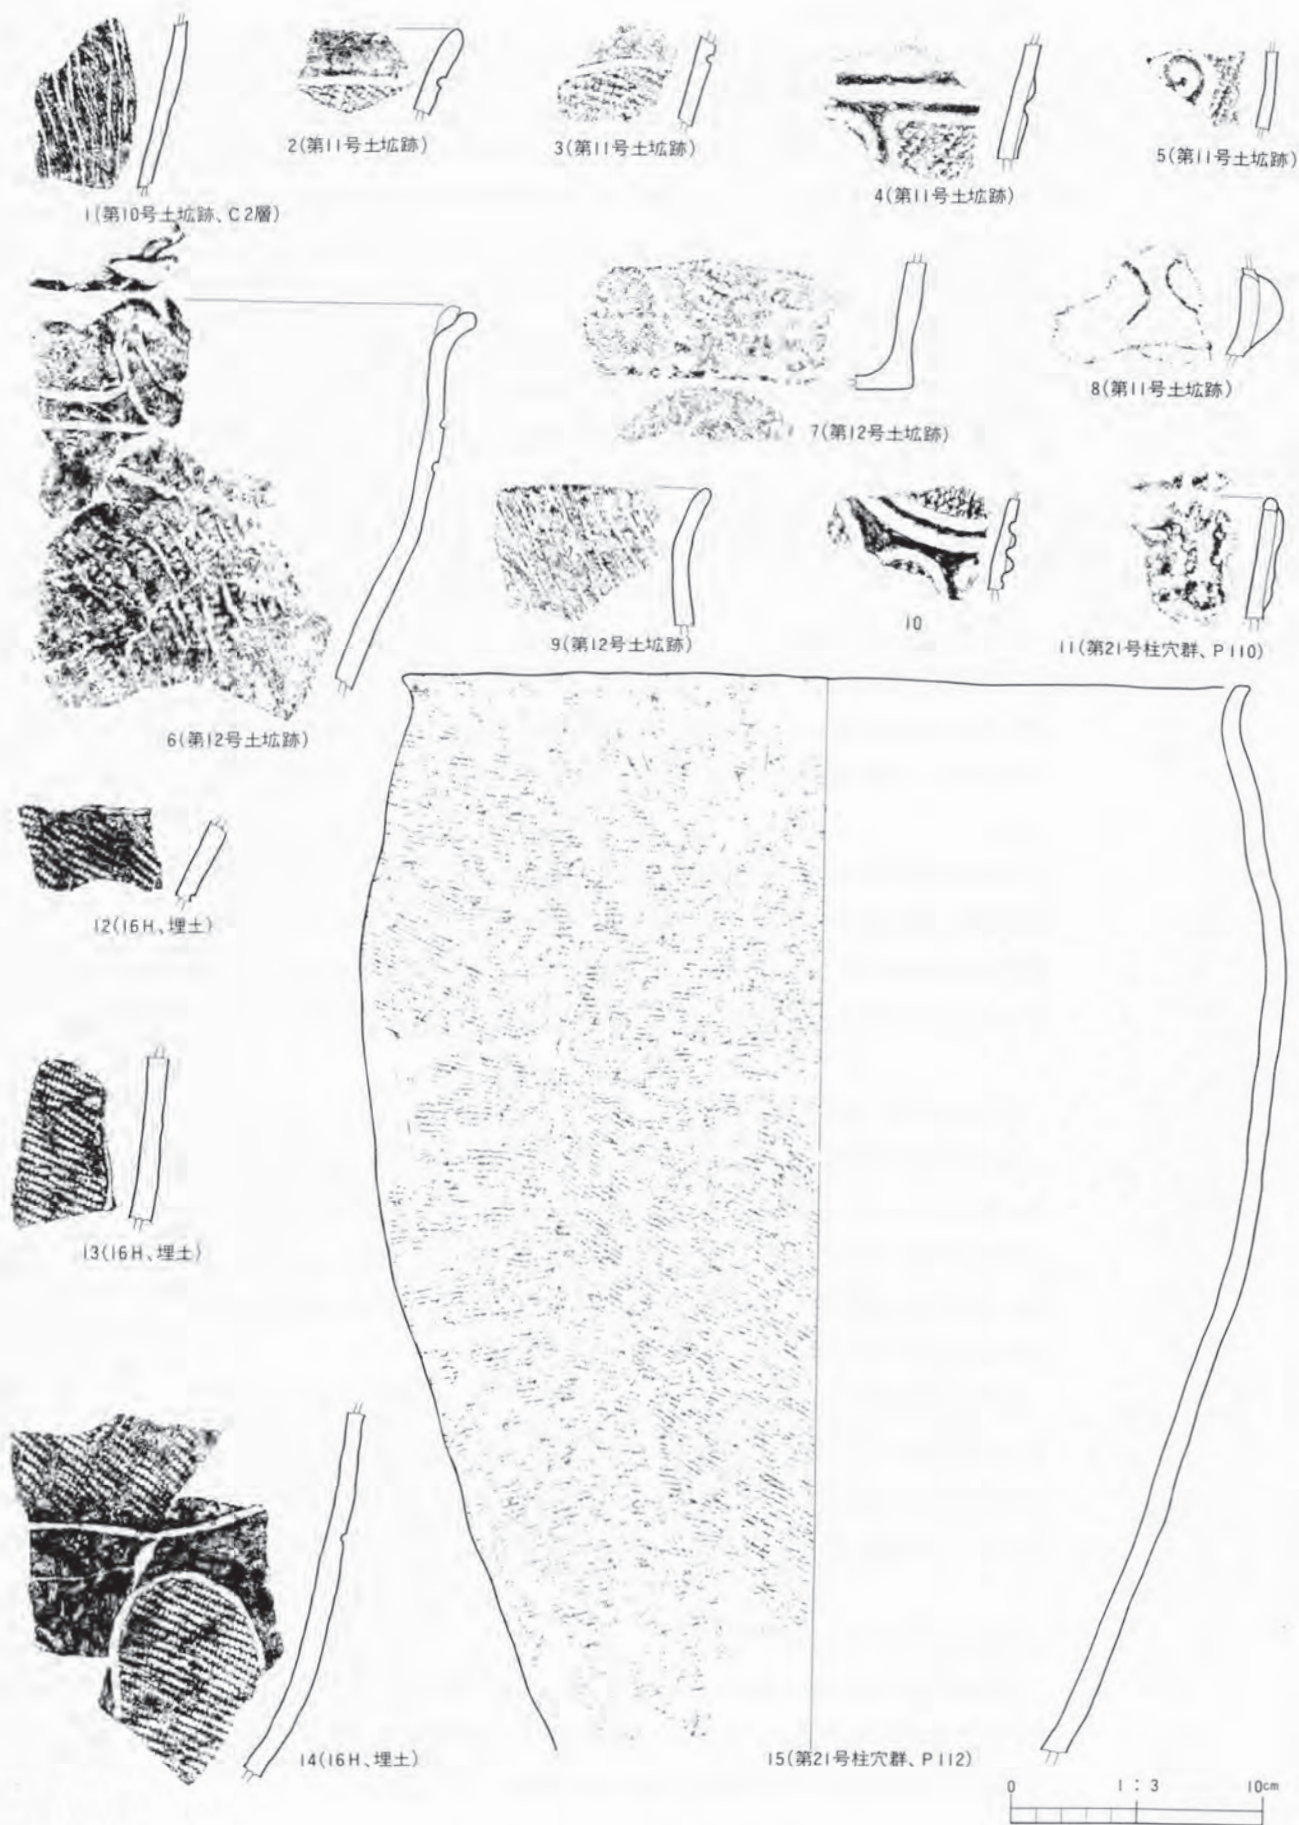 1(第10号土坑跡、C2層)
2(第11号土坑跡)
3(第11号土坑跡)
4(第11号土坑跡)
5(第11号土坑跡)
6(第12号土坑跡)
7(第12号土坑跡)
8(第11号土坑跡)
9(第12号土坑跡)
10
11(第21号柱穴群、P110)
12(16H、埋土)
13(16H、埋土)
14(16H、埋土)
15(第21号柱穴群、P112)
0 1:3 10cm